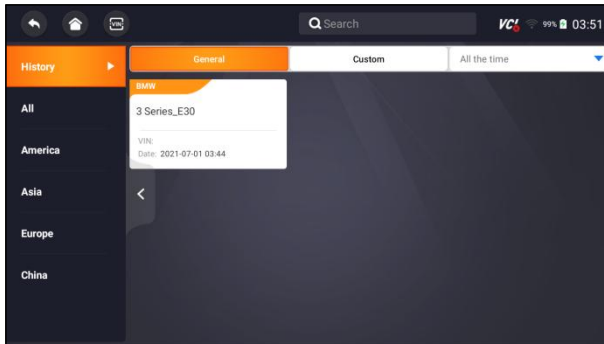 VIN
Search
VCI 99% 03:51
History
General Custom All the time
BMW
3 Series_E30
VIN:
Date: 2021-07-01 03:44
All
America
Asia
Europe
China